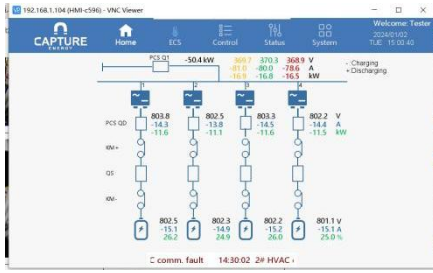 192.168.1.104 (HMI-c596) - VNC Viewer
CAPTURE
ENERGY
Home
ECS
Control
Status
System
Welcome: Tester
2024/01/02
TUE 15:00:40
PCS Q1
-50.4 kW
369.7 370.3 368.9 V
-81.0 -80.0 -78.6 A
-16.9 -16.8 -16.5 kW
- Charging
+ Discharging
1 2 3 4
PCS QD
803.8 802.5 803.3 802.2 V
-14.3 -13.8 -14.5 -14.4 A
-11.6 -11.1 -11.6 -11.5 kW
KM+
QS
KM-
802.5 802.3 802.2 801.1 V
-15.1 -14.9 -15.2 -15.1 A
26.2 24.9 26.0 25.0 %
C comm. fault 14:30:02 2# HVAC